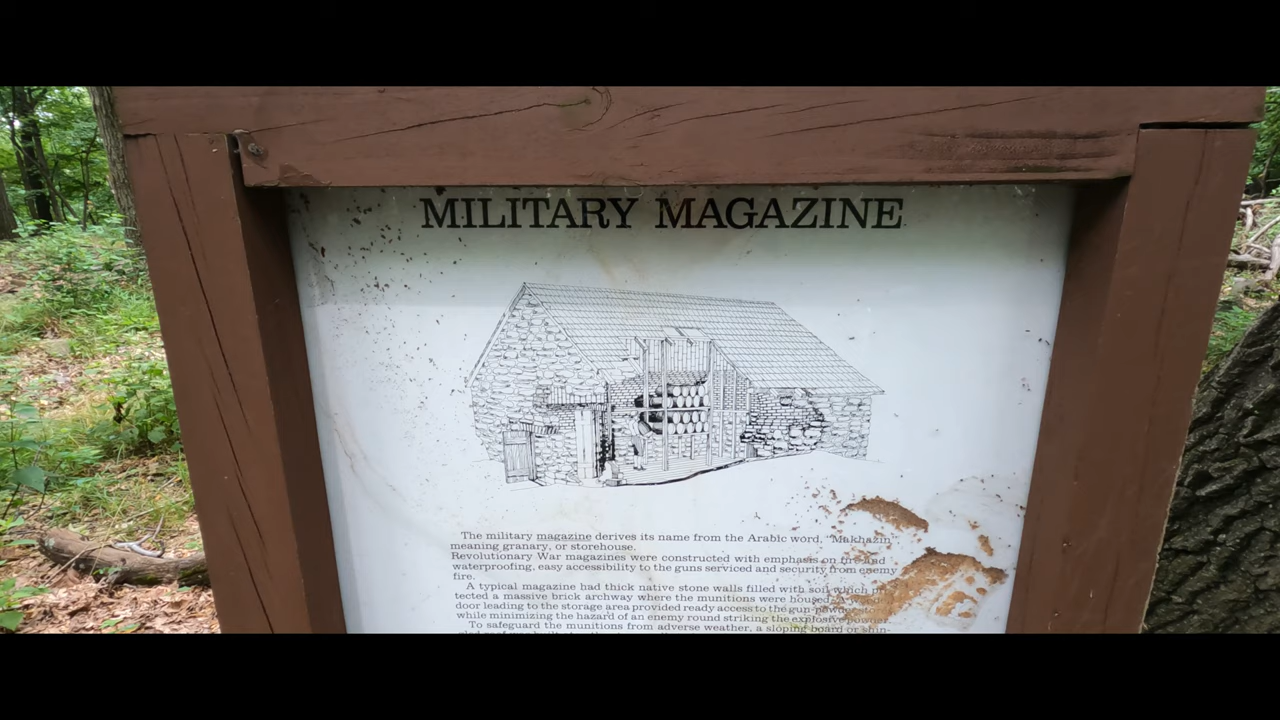 MILITARY MAGAZINE
The military magazine derives its name from the Arabic word, "Makhazin"
meaning granary, or storehouse.
Revolutionary War magazines were constructed with emphasis on fire and
waterproofing, easy accessibility to the guns serviced and security from enemy
fire.
A typical magazine had thick native stone walls filled with soil which
tected a massive brick archway where the munitions were housed.
door leading to the storage area provided ready access to the gun-powder
while minimizing the hazard of an enemy round striking the explosive powder.
To safeguard the munitions from adverse weather, a sloping board or shin-